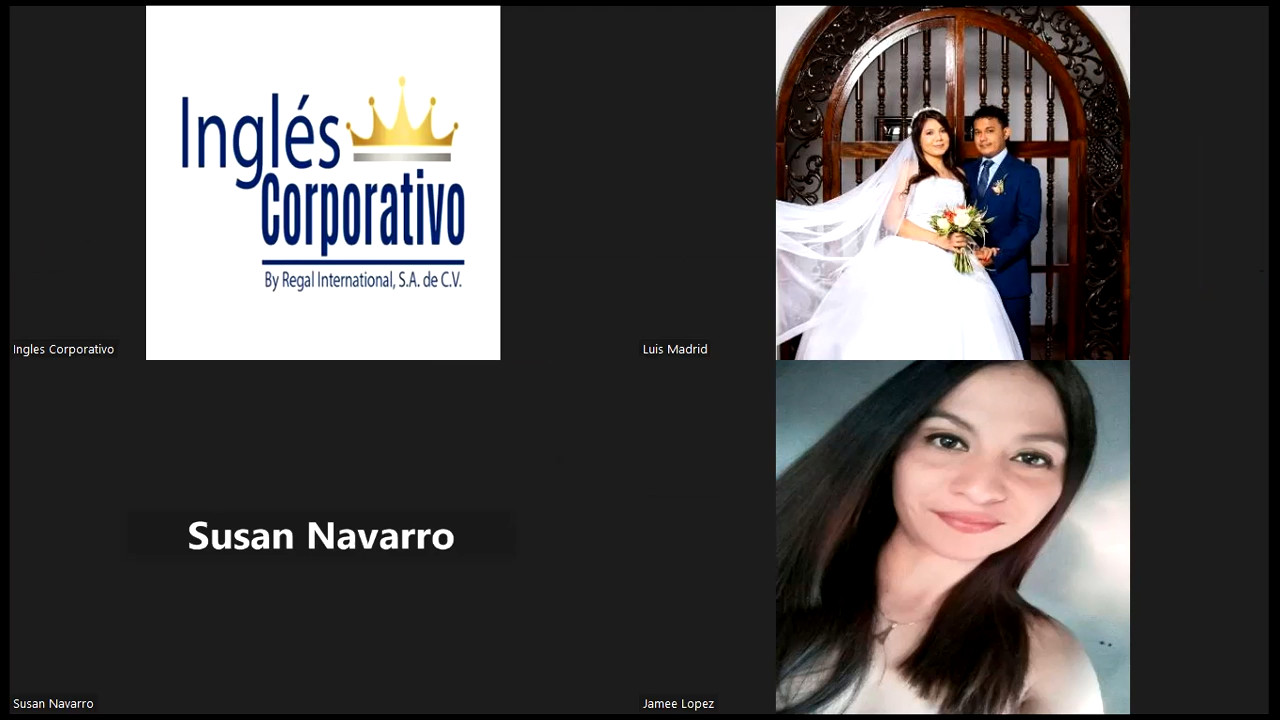 Inglés
Corporativo
By Regal International, S.A. de C.V.
Ingles Corporativo
Luis Madrid
Susan Navarro
Susan Navarro
Jamee Lopez